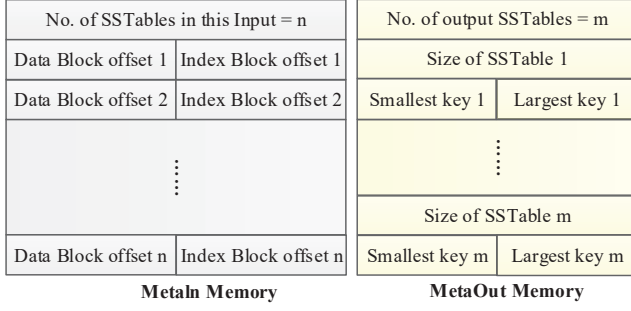 No. of SSTables in this Input = n
Data Block offset 1 Index Block offset 1
Data Block offset 2 Index Block offset 2
Data Block offset n Index Block offset n
MetaIn Memory
No. of output SSTables = m
Size of SSTable 1
Smallest key 1 Largest key 1
Size of SSTable m
Smallest key m Largest key m
MetaOut Memory